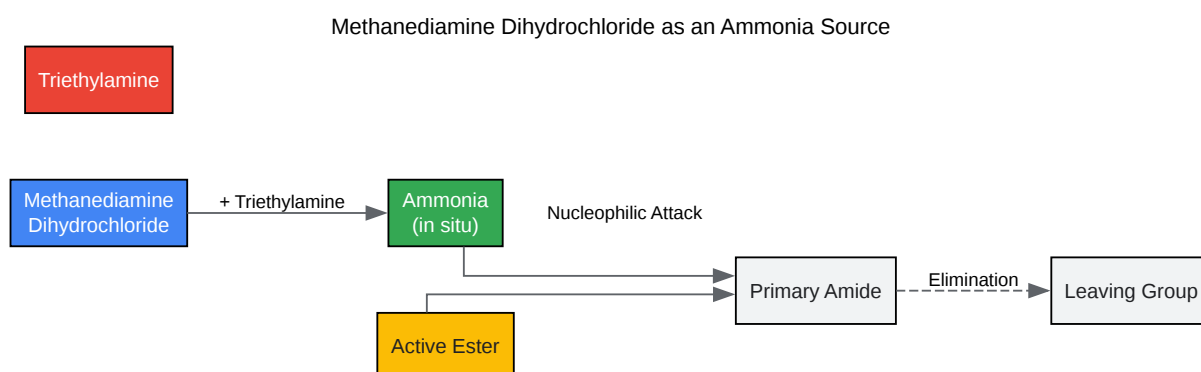 Methanediamine Dihydrochloride as an Ammonia Source
Triethylamine
Methanediamine
Dihydrochloride
+ Triethylamine
Ammonia
(in situ)
Nucleophilic Attack
Primary Amide
Elimination
Leaving Group
Active Ester